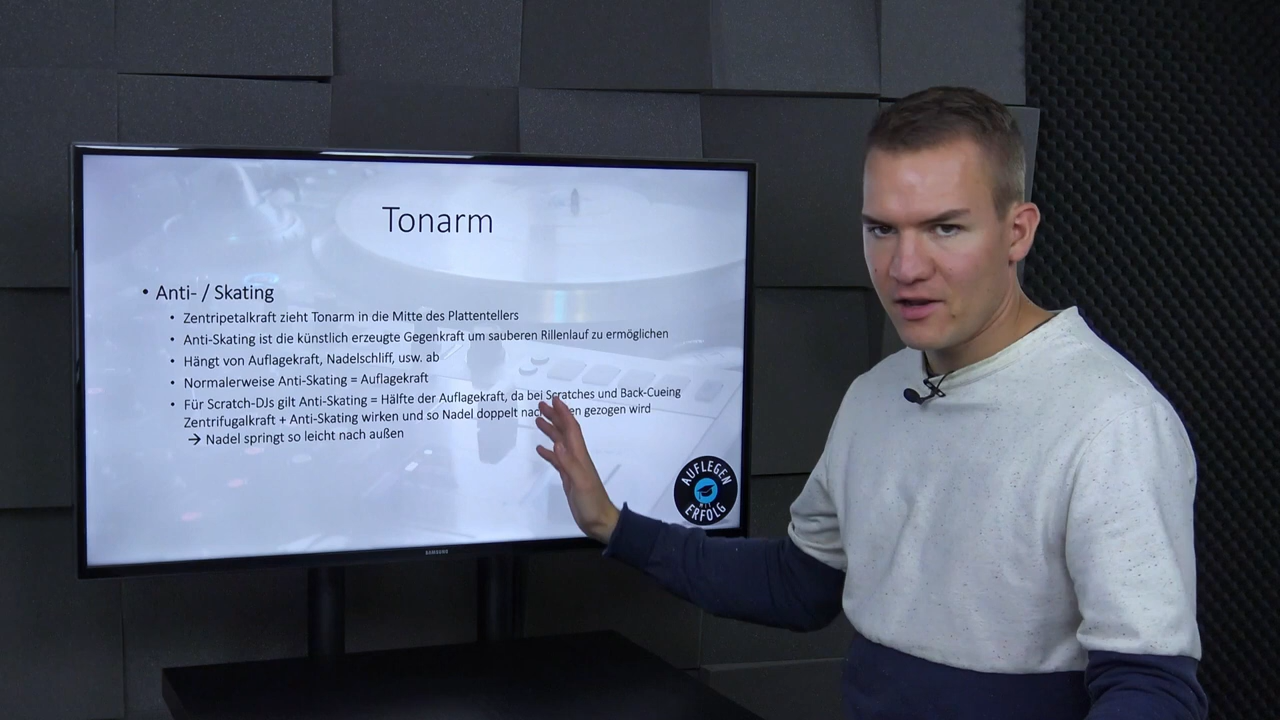 Tonarm
• Anti- / Skating
• Zentripetalkraft zieht Tonarm in die Mitte des Plattentellers
• Anti-Skating ist die künstlich erzeugte Gegenkraft um sauberen Rillenlauf zu ermöglichen
• Hängt von Auflagekraft, Nadelschliff, usw. ab
• Normalerweise Anti-Skating = Auflagekraft
• Für Scratch-DJs gilt Anti-Skating = Hälfte der Auflagekraft, da bei Scratches und Back-Cueing
Zentrifugalkraft + Anti-Skating wirken und so Nadel doppelt gezogen wird
→ Nadel springt so leicht nach außen
AUFLEGEN
MIT
ERFOLG
SAMSUNG